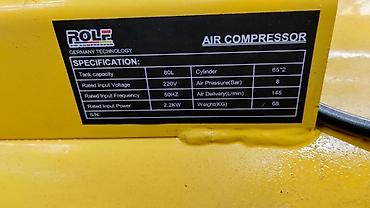 ROLF
GERMANY TECHNOLOGY
AIR COMPRESSOR
SPECIFICATION:
Tank capacity 80L Cylinder 65*2
Rated Input Voltage 220V Air Pressure(Bar) 8
Rated Input Frequency 50HZ Air Delivery(L/min) 145
Rated Input Power 2.2KW Weight(KG) 68
S/N: